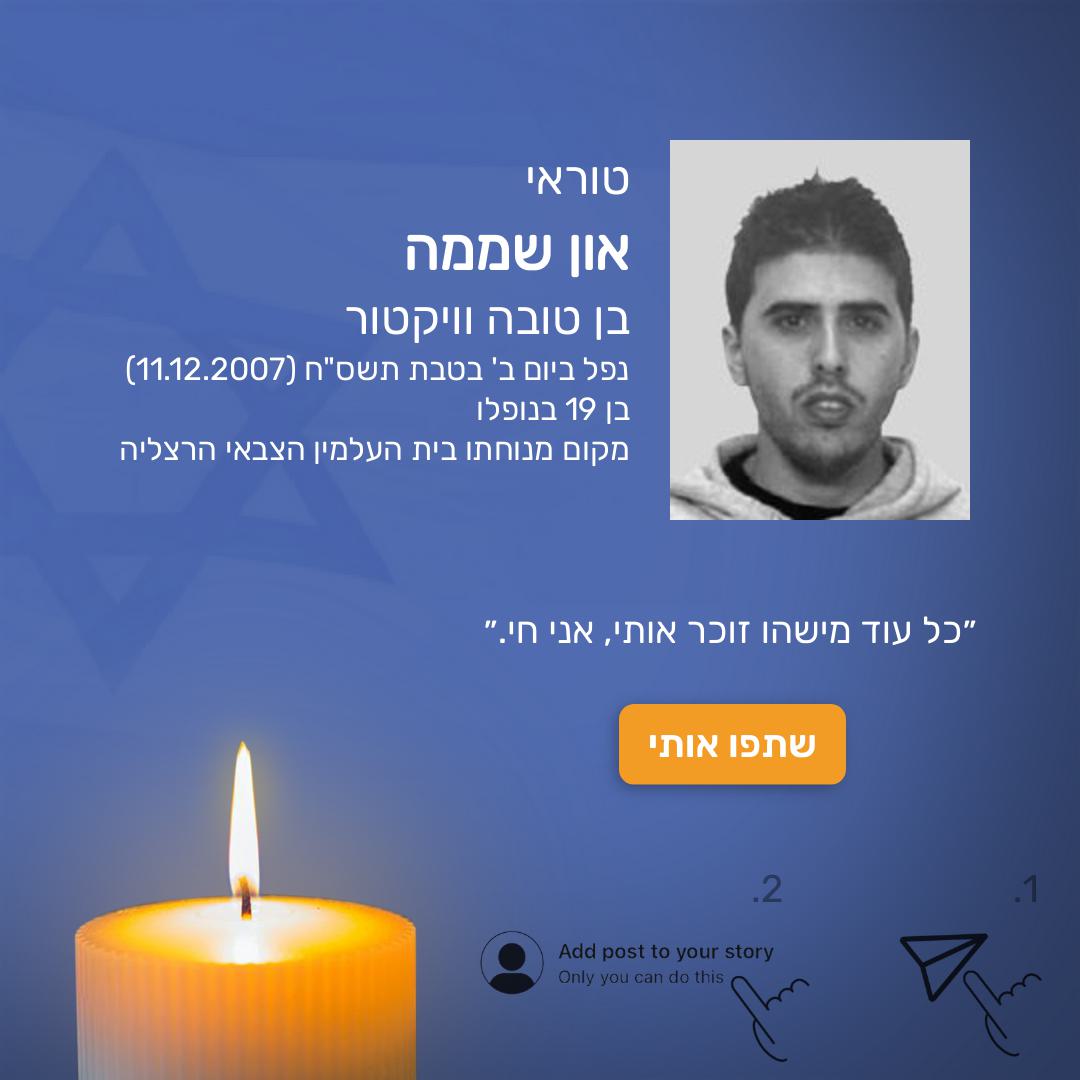 טוראי
און שממה
בן טובה וויקטור
נפל ביום ב' בטבת תשס"ח (11.12.2007)
בן 19 בנופלו
מקום מנוחתו בית העלמין הצבאי הרצליה
״כל עוד מישהו זוכר אותי, אני חי.״
שתפו אותי
1.
2.
Add post to your story
Only you can do this